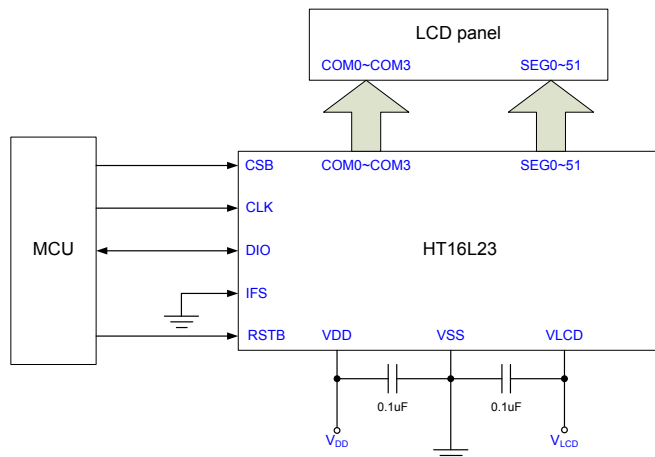 LCD panel
COM0~COM3 SEG0~51
COM0~COM3 SEG0~51
CSB
CLK
MCU DIO HT16L23
IFS
RSTB VDD VSS VLCD
0.1uF 0.1uF
VDD VLCD